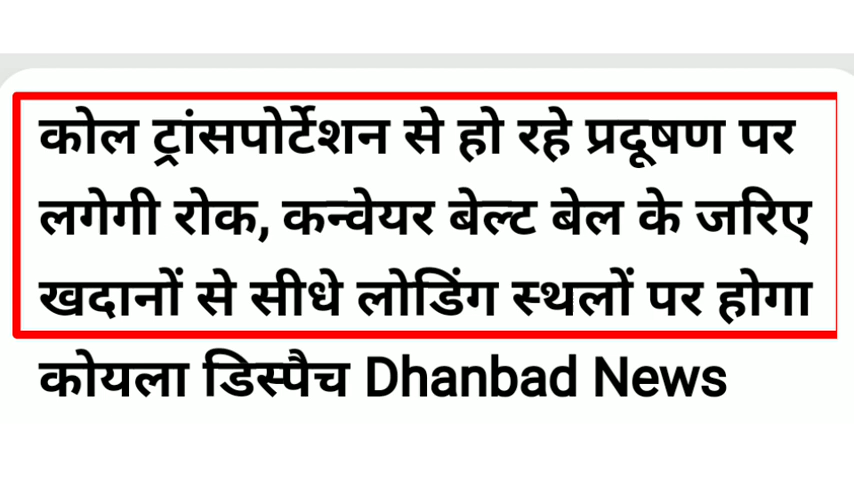 कोल ट्रांसपोर्टेशन से हो रहे प्रदूषण पर
लगेगी रोक, कन्वेयर बेल्ट बेल के जरिए
खदानों से सीधे लोडिंग स्थलों पर होगा
कोयला डिस्पैच Dhanbad News